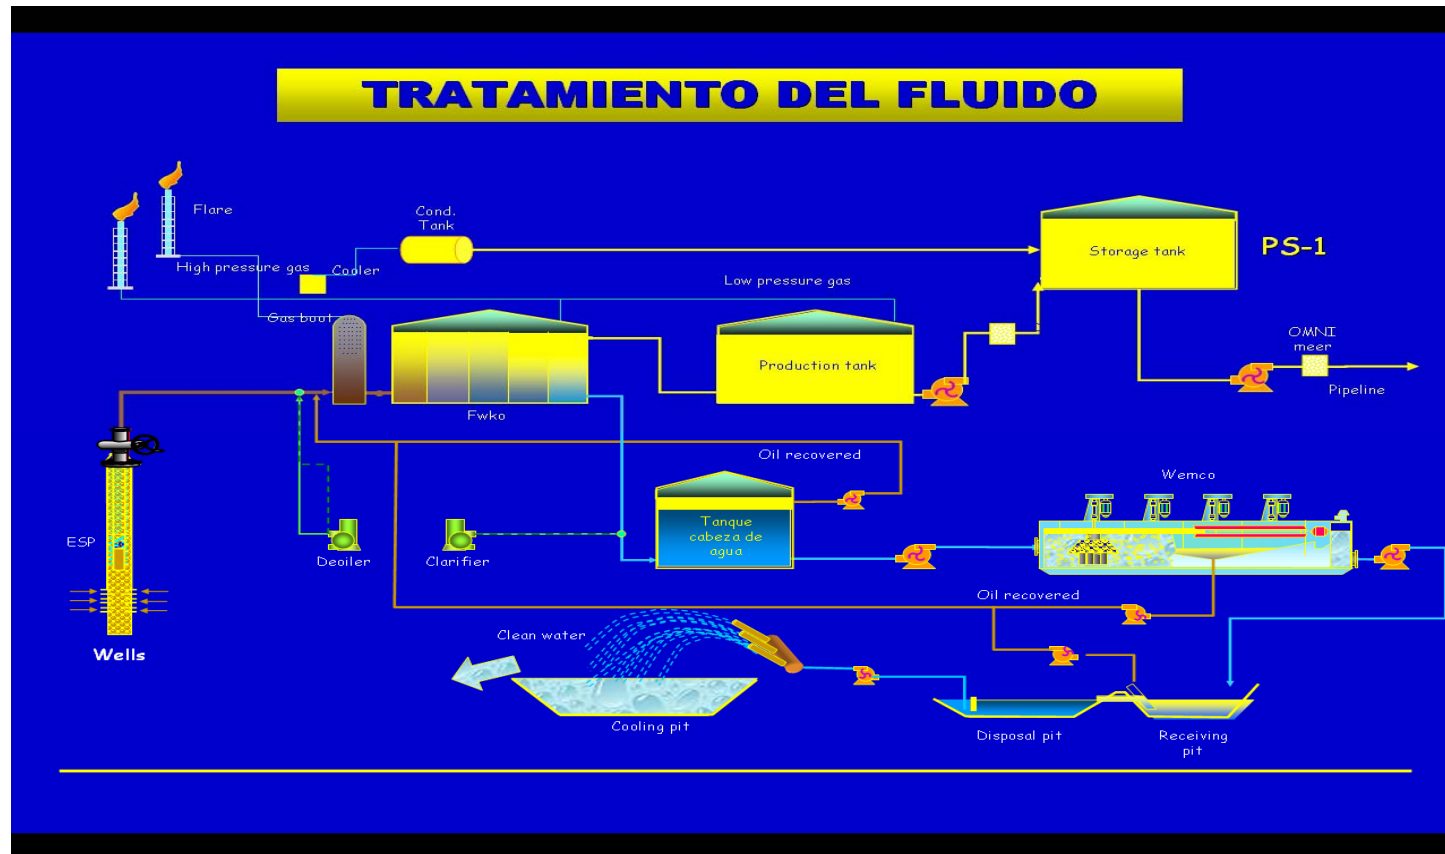 TRATAMIENTO DEL FLUIDO
Flare
Cond.
Tank
Storage tank
PS-1
High pressure gas
Cooler
Low pressure gas
Gas boot
OMNI
meer
Production tank
Pipeline
Fwko
Oil recovered
Wemco
Tanque
cabeza de
agua
ESP
Deoiler
Clarifier
Oil recovered
Clean water
Wells
Cooling pit
Disposal pit
Receiving
pit